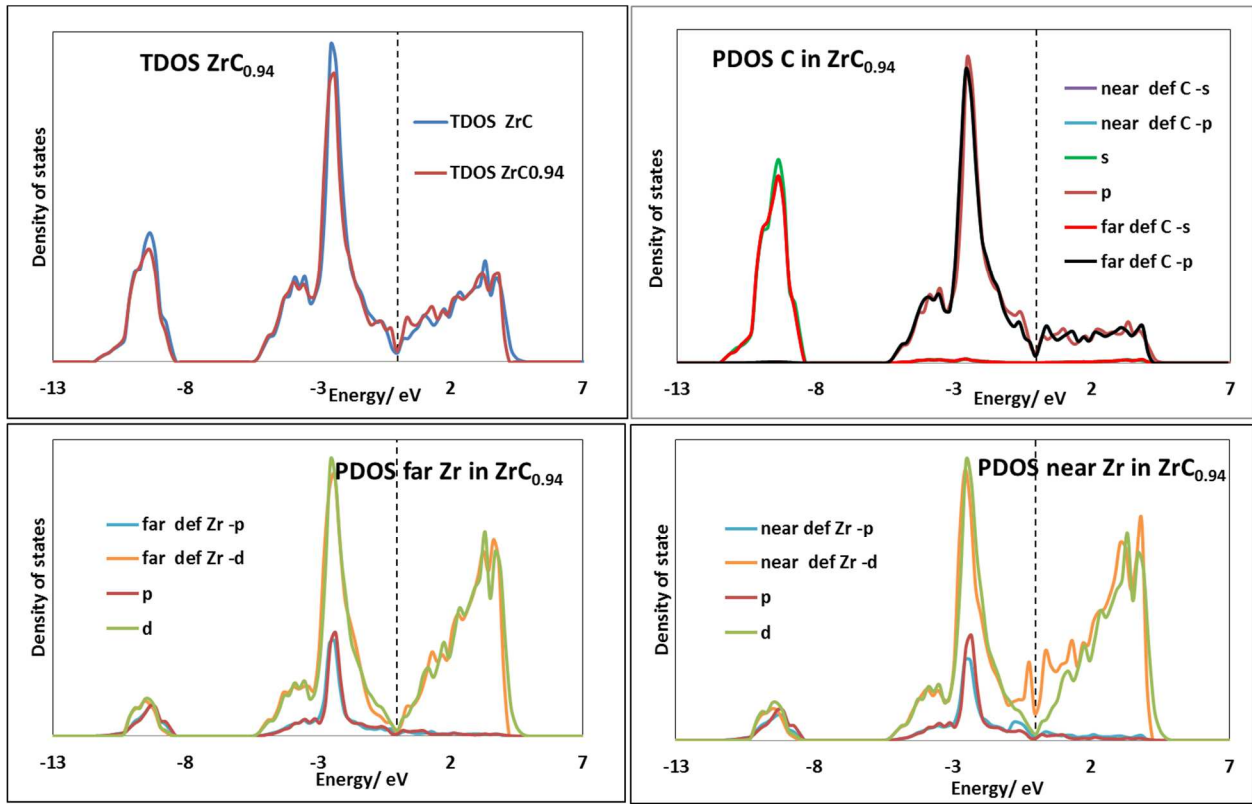 TDOS ZrC0.94
Density of states
TDOS ZrC
TDOS ZrC0.94
-13 -8 -3 2 7
Energy/ eV
PDOS C in ZrC0.94
Density of states
near def C -s
near def C -p
s
p
far def C -s
far def C -p
-13 -8 -3 2 7
Energy/ eV
PDOS far Zr in ZrC0.94
Density of states
far def Zr -p
far def Zr -d
p
d
-13 -8 -3 2 7
Energy/ eV
PDOS near Zr in ZrC0.94
Density of state
near def Zr -p
near def Zr -d
p
d
-13 -8 -3 2 7
Energy/ eV